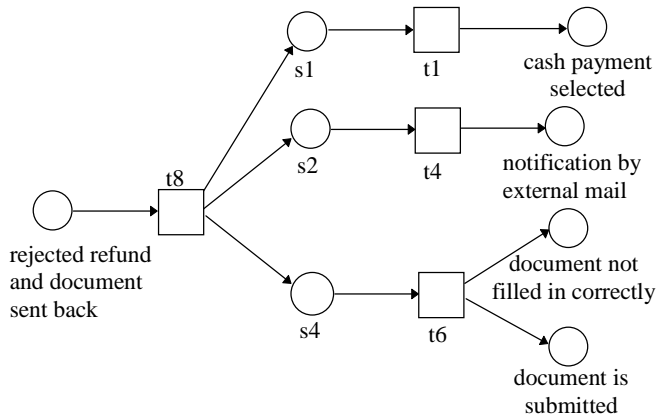 s1
t1
cash payment
selected
s2
t4
notification by
external mail
t8
rejected refund
and document
sent back
s4
t6
document not
filled in correctly
document is
submitted